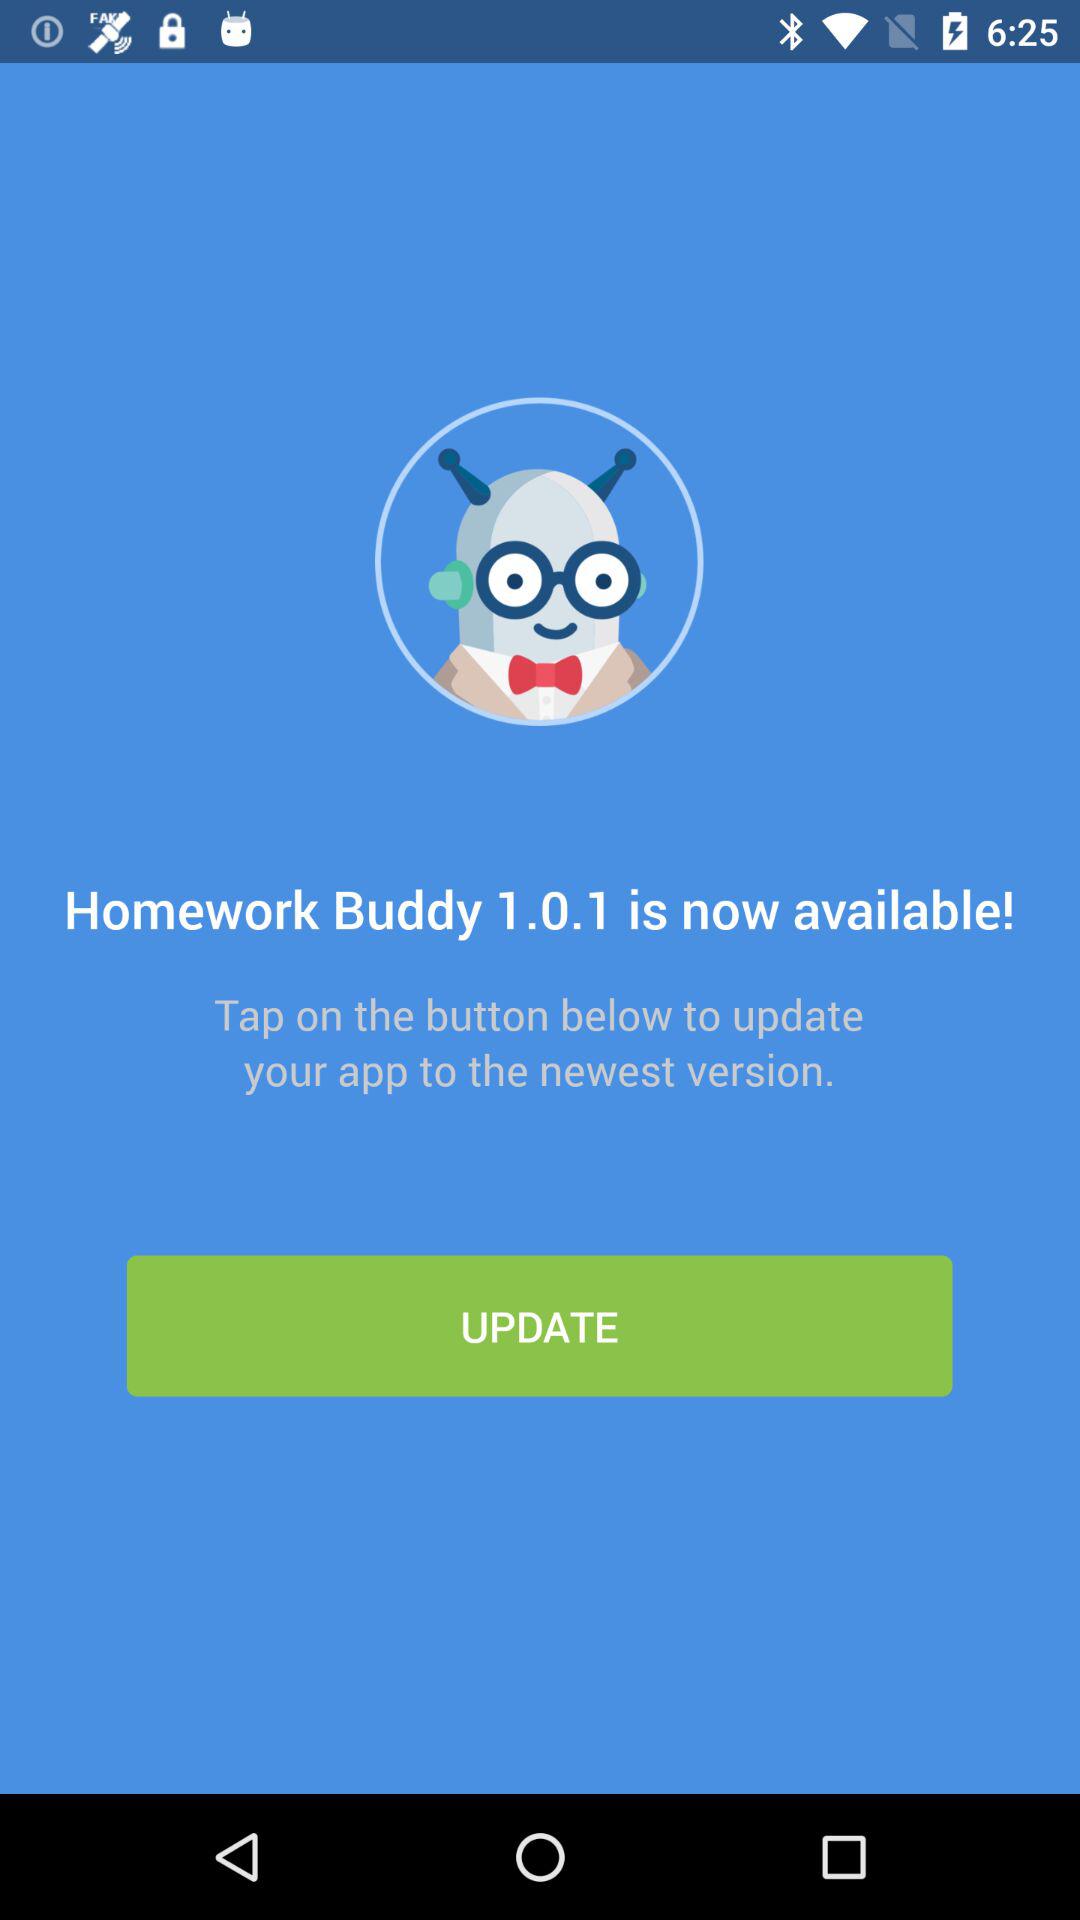 FAKE
6:25
Homework Buddy 1.0.1 is now available!
Tap on the button below to update
your app to the newest version.
UPDATE